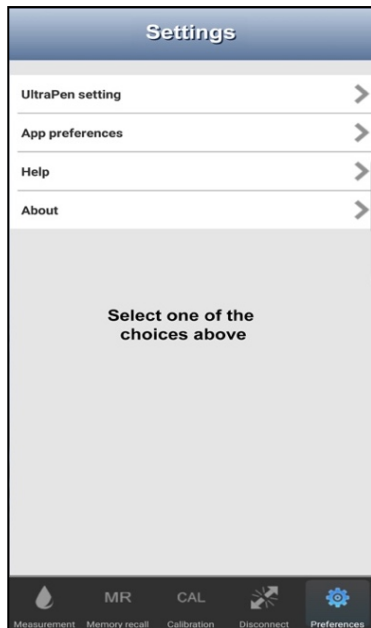 Settings
UltraPen setting
App preferences
Help
About
Select one of the
choices above
MR CAL
Measurement Memory recall Calibration Disconnect Preferences